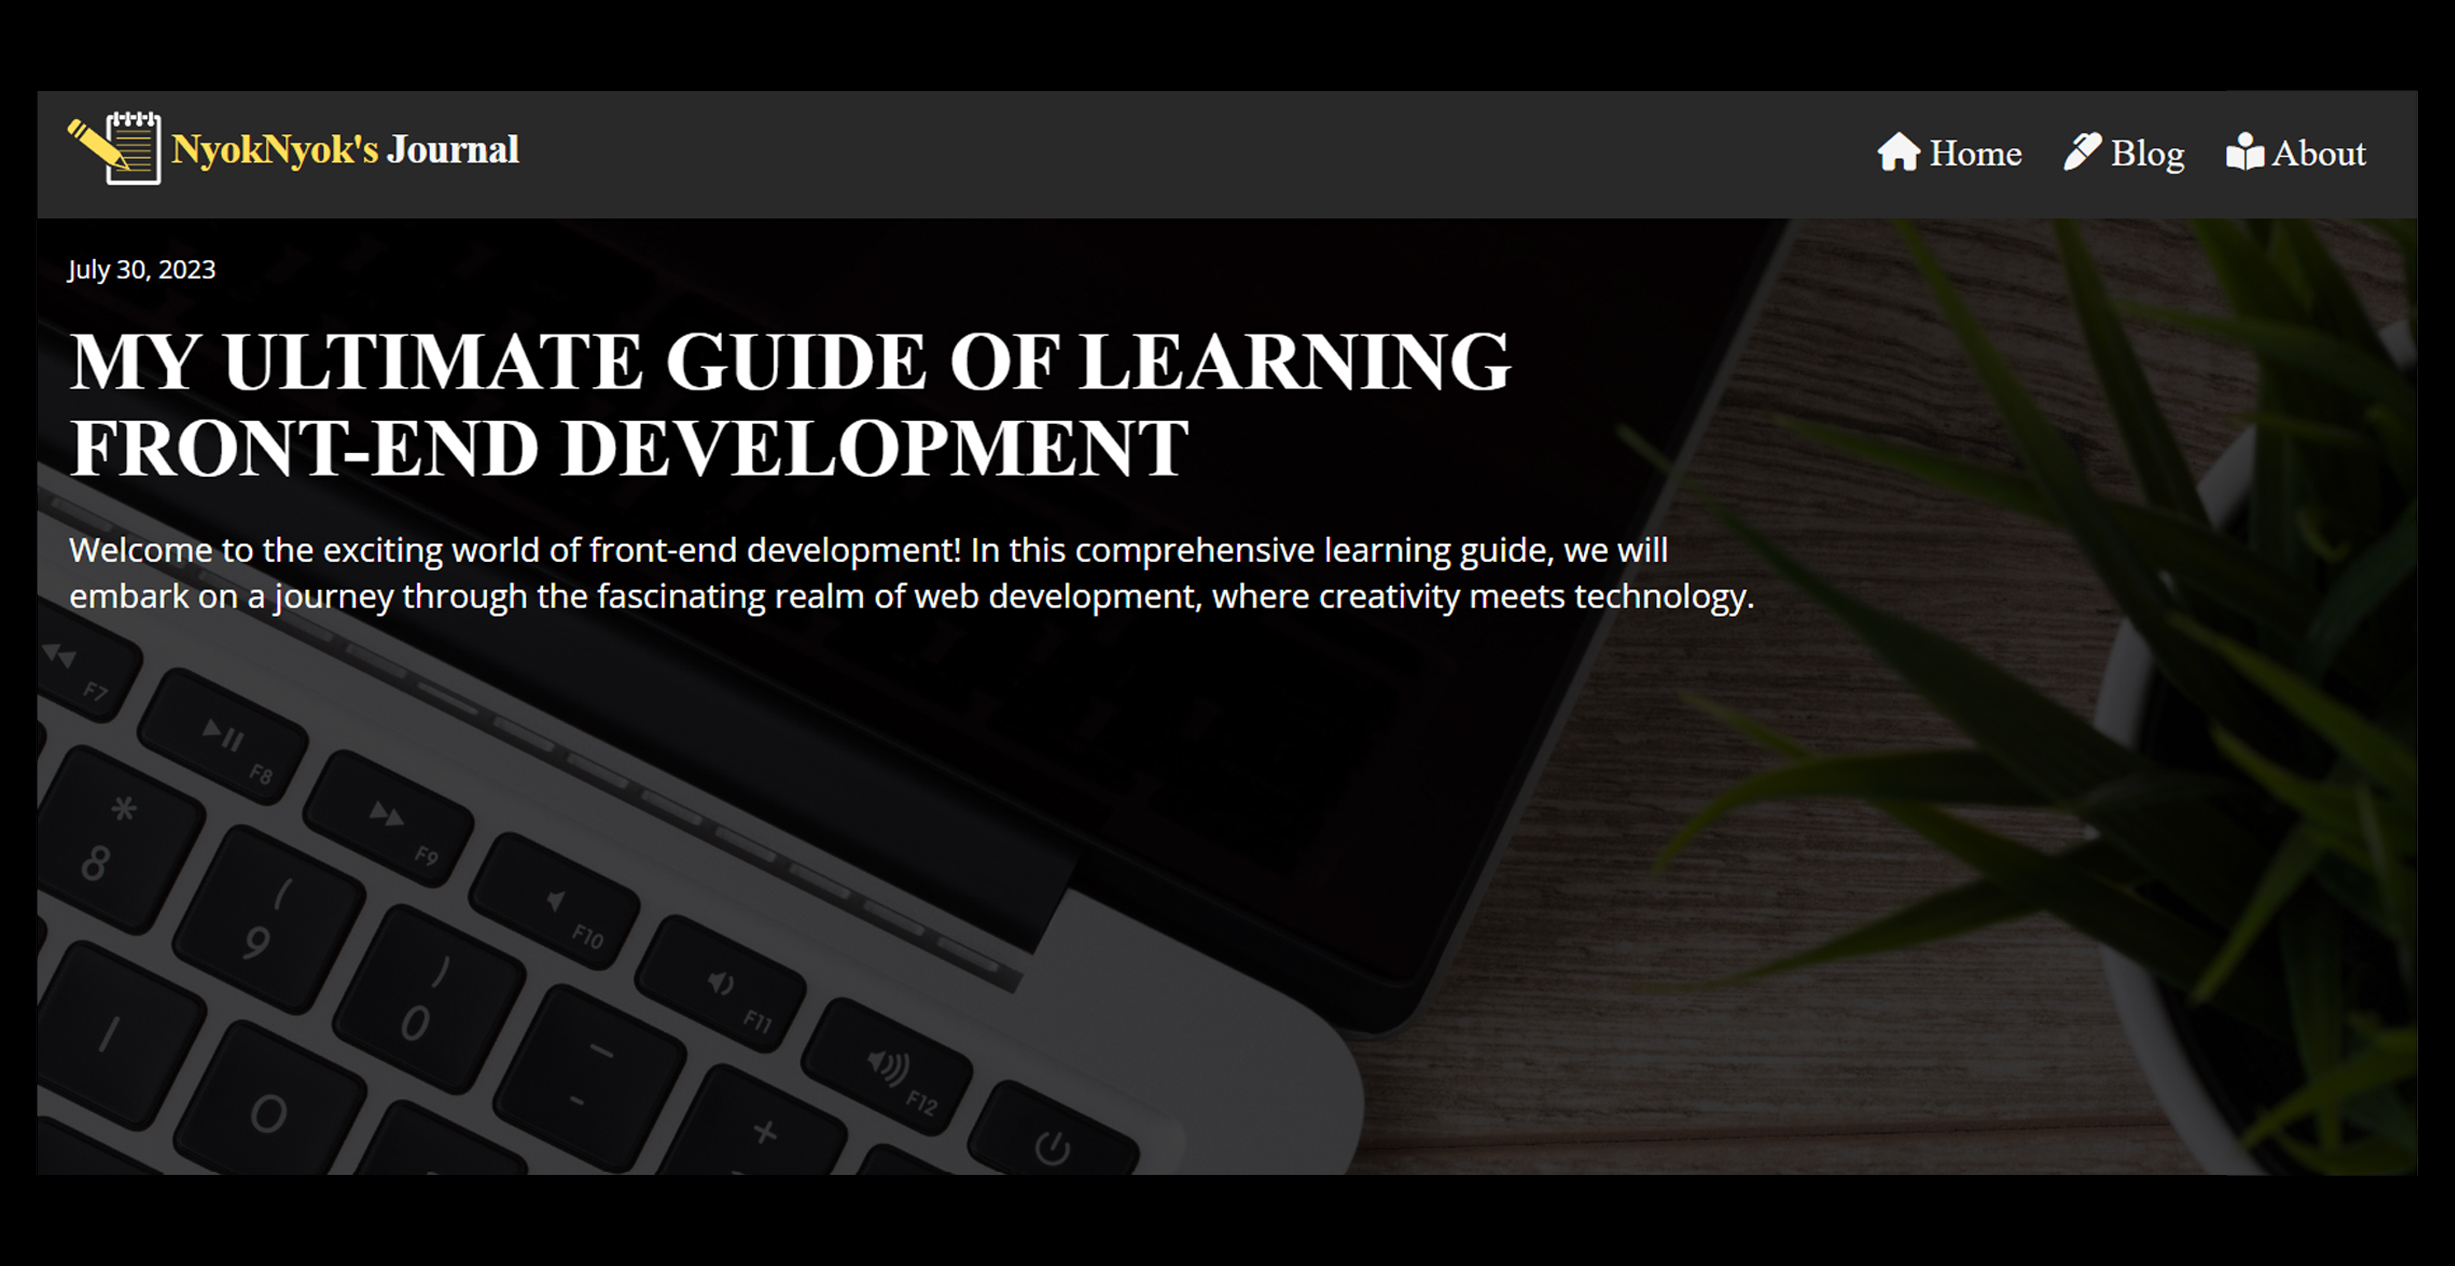 NyokNyok's Journal
Home Blog About
July 30, 2023
MY ULTIMATE GUIDE OF LEARNING
FRONT-END DEVELOPMENT
Welcome to the exciting world of front-end development! In this comprehensive learning guide, we will
embark on a journey through the fascinating realm of web development, where creativity meets technology.
F7
F8
*
8
F9
(
9
F10
)
0
F11
_
-
F12
+
I
O